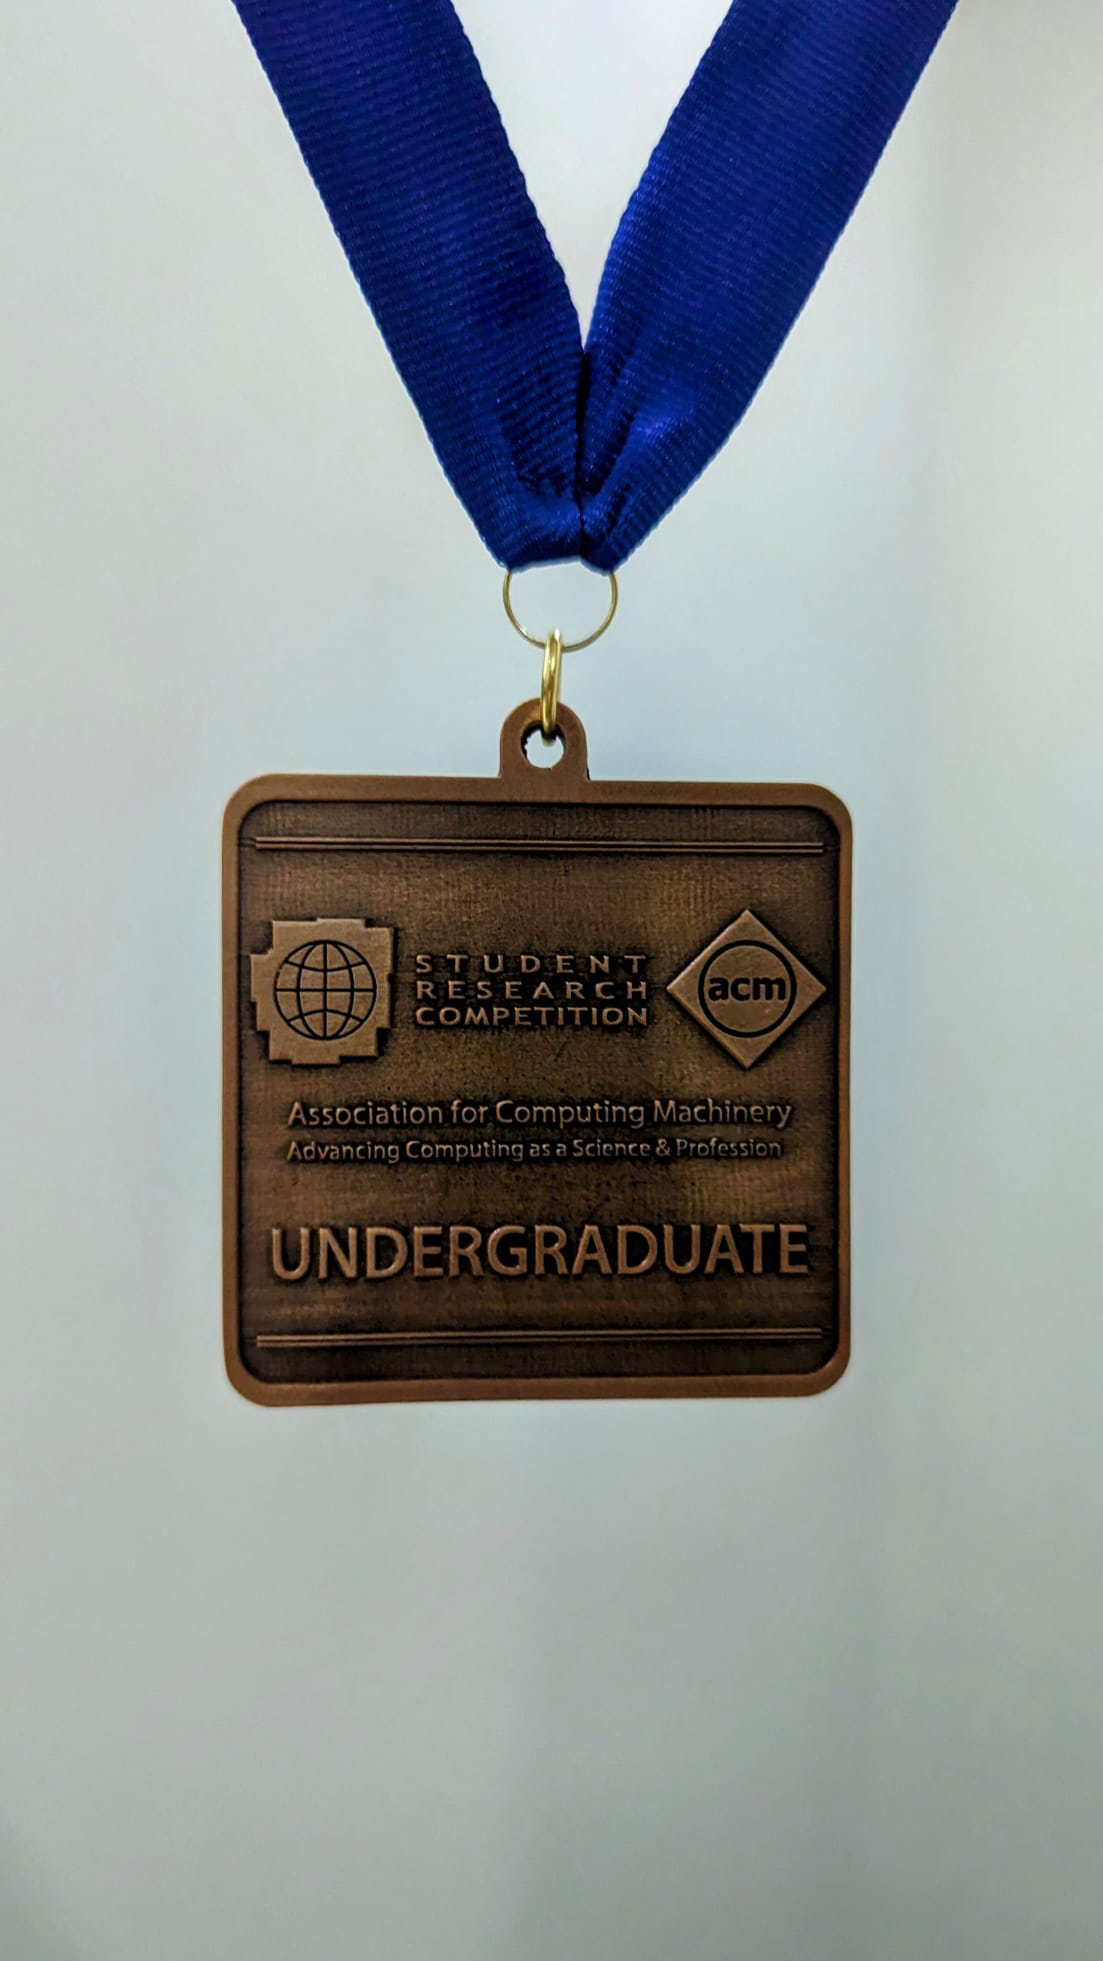 STUDENT
RESEARCH
COMPETITION
acm
Association for Computing Machinery
Advancing Computing as a Science & Profession
UNDERGRADUATE